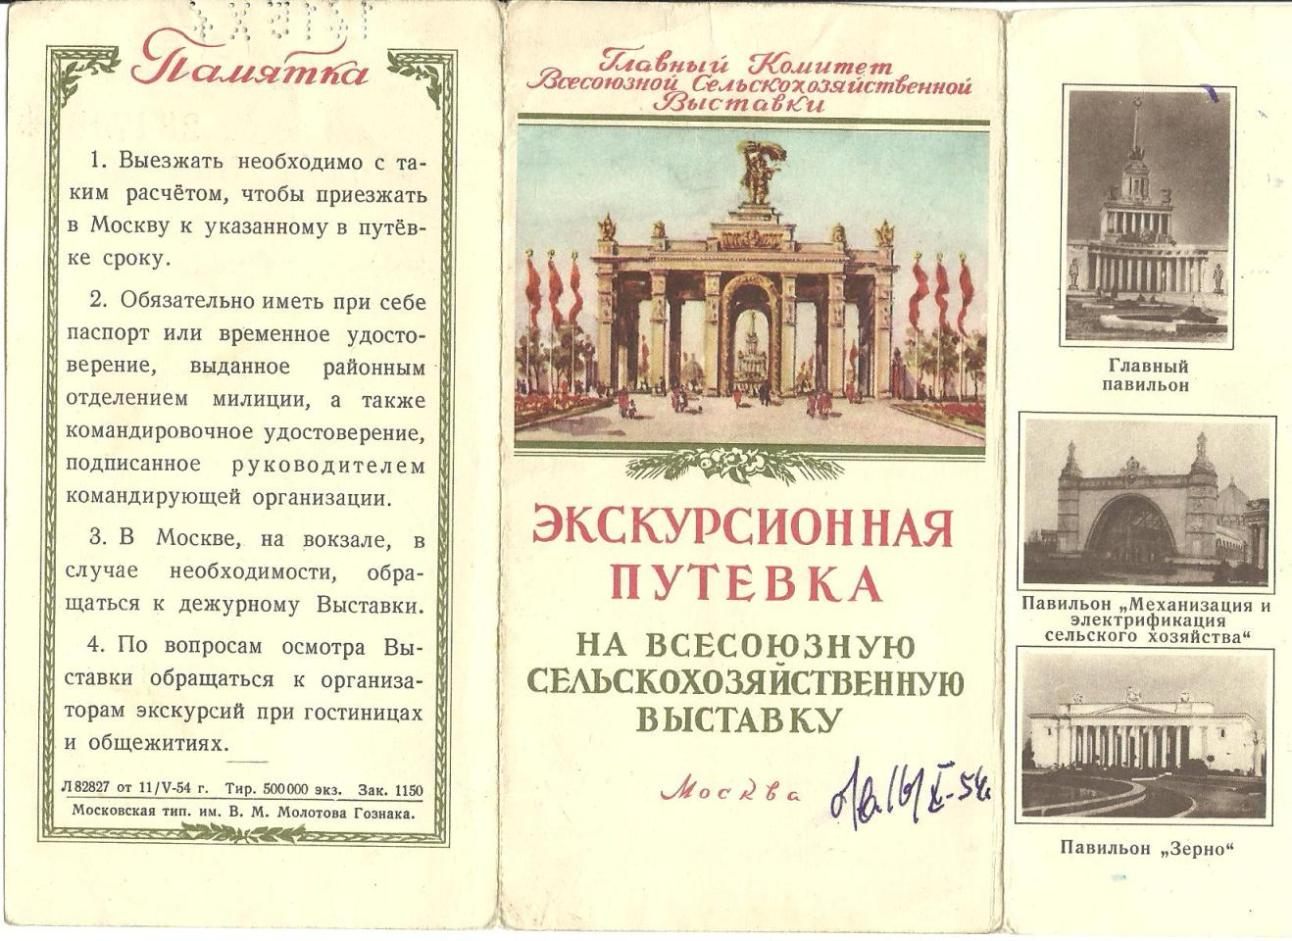 Памятка
1. Выезжать необходимо с та-
ким расчётом, чтобы приезжать
в Москву к указанному в путёв-
ке сроку.
2. Обязательно иметь при себе
паспорт или временное удосто-
верение, выданное районным
отделением милиции, а также
командировочное удостоверение,
подписанное руководителем
командирующей организации.
3. В Москве, на вокзале, в
случае необходимости, обра-
щаться к дежурному Выставки.
4. По вопросам осмотра Вы-
ставки обращаться к организа-
торам экскурсий при гостиницах
и общежитиях.
Л 82827 от 11/V-54 г. Тир. 500 000 экз. Зак. 1150
Московская тип. им. В. М. Молотова Гознака.
Главный Комитет
Всесоюзной Сельскохозяйственной
Выставки
ЭКСКУРСИОННАЯ
ПУТЕВКА
НА ВСЕСОЮЗНУЮ
СЕЛЬСКОХОЗЯЙСТВЕННУЮ
ВЫСТАВКУ
Москва
Главный
павильон
Павильон „Механизация и
электрификация
сельского хозяйства“
Павильон „Зерно“